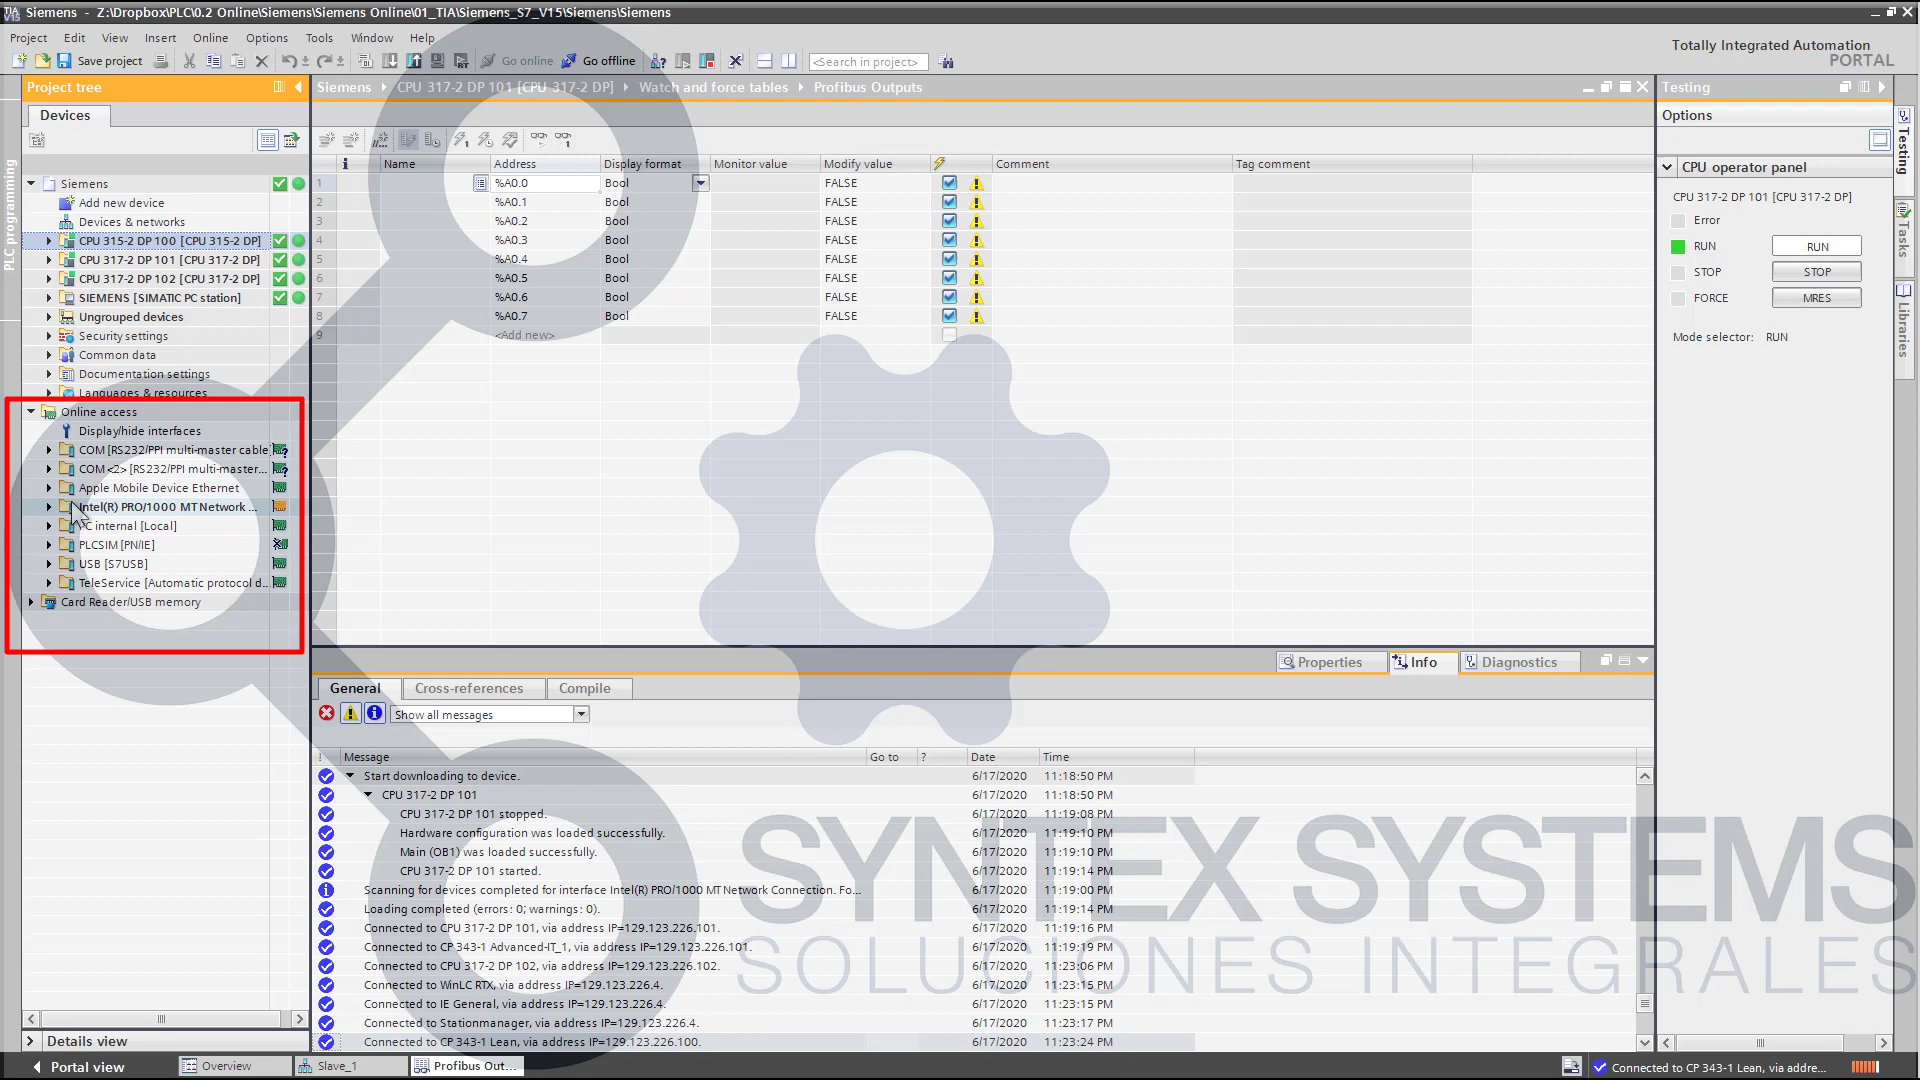 Siemens - Z:\Dropbox\PLC\0.2 Online\Siemens\Siemens Online\01_TIA\Siemens_S7_V15\Siemens\Siemens
Project Edit View Insert Online Options Tools Window Help
Save project Go online Go offline <Search in project>
Totally Integrated Automation
PORTAL
Project tree
Siemens CPU 317-2 DP 101 [CPU 317-2 DP] Watch and force tables Profibus Outputs
Testing
Devices
Options
PLC programming
Testing
Tasks
Libraries
i Name Address Display format Monitor value Modify value Comment Tag comment
1 %A0.0 Bool FALSE
2 %A0.1 Bool FALSE
3 %A0.2 Bool FALSE
4 %A0.3 Bool FALSE
5 %A0.4 Bool FALSE
6 %A0.5 Bool FALSE
7 %A0.6 Bool FALSE
8 %A0.7 Bool FALSE
9 <Add new>
Siemens
Add new device
Devices & networks
CPU 315-2 DP 100 [CPU 315-2 DP]
CPU 317-2 DP 101 [CPU 317-2 DP]
CPU 317-2 DP 102 [CPU 317-2 DP]
SIEMENS [SIMATIC PC station]
Ungrouped devices
Security settings
Common data
Documentation settings
Languages & resources
Online access
Display/hide interfaces
COM [RS232/PPI multi-master cable]
COM <2> [RS232/PPI multi-master...
Apple Mobile Device Ethernet
Intel(R) PRO/1000 MT Network ...
PC internal [Local]
PLCSIM [PN/IE]
USB [S7USB]
TeleService [Automatic protocol d...
Card Reader/USB memory
CPU operator panel
CPU 317-2 DP 101 [CPU 317-2 DP]
Error
RUN RUN
STOP STOP
FORCE MRES
Mode selector: RUN
Properties Info Diagnostics
General Cross-references Compile
Show all messages
! Message Go to ? Date Time
Start downloading to device. 6/17/2020 11:18:50 PM
CPU 317-2 DP 101 6/17/2020 11:18:50 PM
CPU 317-2 DP 101 stopped. 6/17/2020 11:19:08 PM
Hardware configuration was loaded successfully. 6/17/2020 11:19:10 PM
Main (OB1) was loaded successfully. 6/17/2020 11:19:10 PM
CPU 317-2 DP 101 started. 6/17/2020 11:19:14 PM
Scanning for devices completed for interface Intel(R) PRO/1000 MT Network Connection. Fo... 6/17/2020 11:19:00 PM
Loading completed (errors: 0; warnings: 0). 6/17/2020 11:19:14 PM
Connected to CPU 317-2 DP 101, via address IP=129.123.226.101. 6/17/2020 11:19:16 PM
Connected to CP 343-1 Advanced-IT_1, via address IP=129.123.226.101. 6/17/2020 11:19:19 PM
Connected to CPU 317-2 DP 102, via address IP=129.123.226.102. 6/17/2020 11:23:06 PM
Connected to WinLC RTX, via address IP=129.123.226.4. 6/17/2020 11:23:15 PM
Connected to IE General, via address IP=129.123.226.4. 6/17/2020 11:23:15 PM
Connected to Stationmanager, via address IP=129.123.226.4. 6/17/2020 11:23:17 PM
Connected to CP 343-1 Lean, via address IP=129.123.226.100. 6/17/2020 11:23:24 PM
SYNTEX SYSTEMS
SOLUCIONES INTEGRALES
Details view
Portal view Overview Slave_1 Profibus Out... Connected to CP 343-1 Lean, via addre...